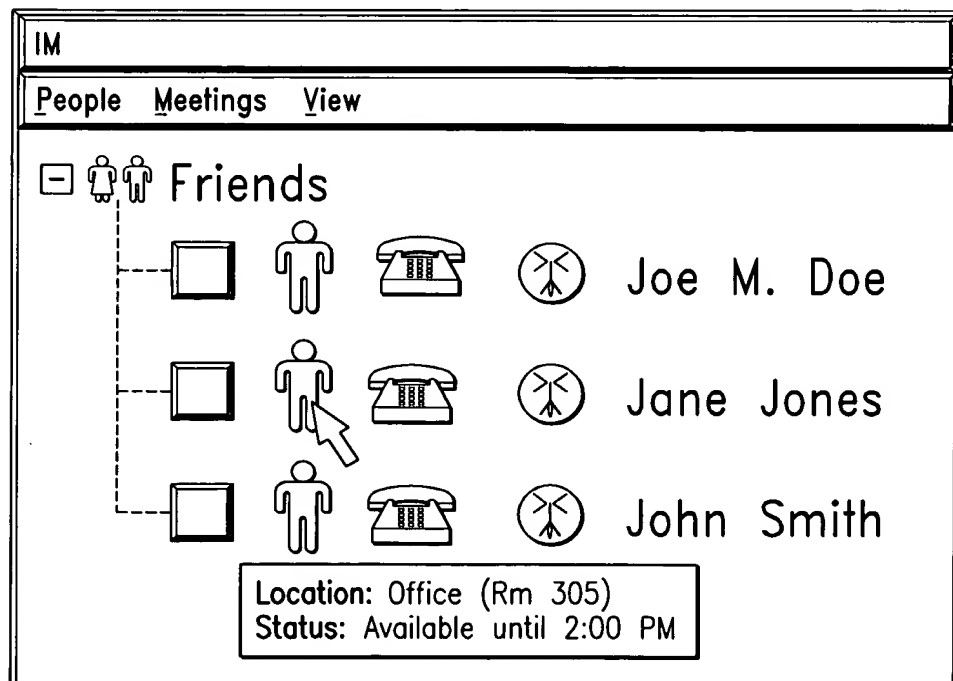 IM
People Meetings View
Friends
Joe M. Doe
Jane Jones
John Smith
Location: Office (Rm 305)
Status: Available until 2:00 PM